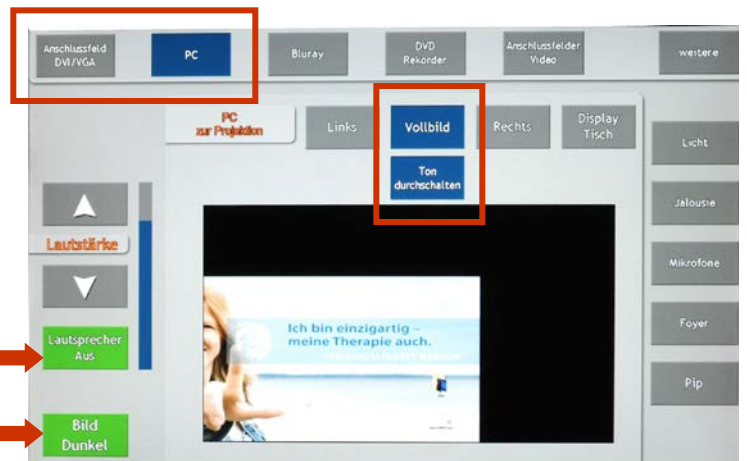 Anschlussfeld
DVI/VGA
PC
Bluray
DVD
Rekorder
Anschlussfelder
Video
weitere
PC
zur Projektion
Links
Vollbild
Rechts
Display
Tisch
Ton
durchschalten
Licht
Jalousie
Mikrofone
Foyer
Pip
Lautstärke
Lautsprecher
Aus
Bild
Dunkel
Ich bin einzigartig –
meine Therapie auch.